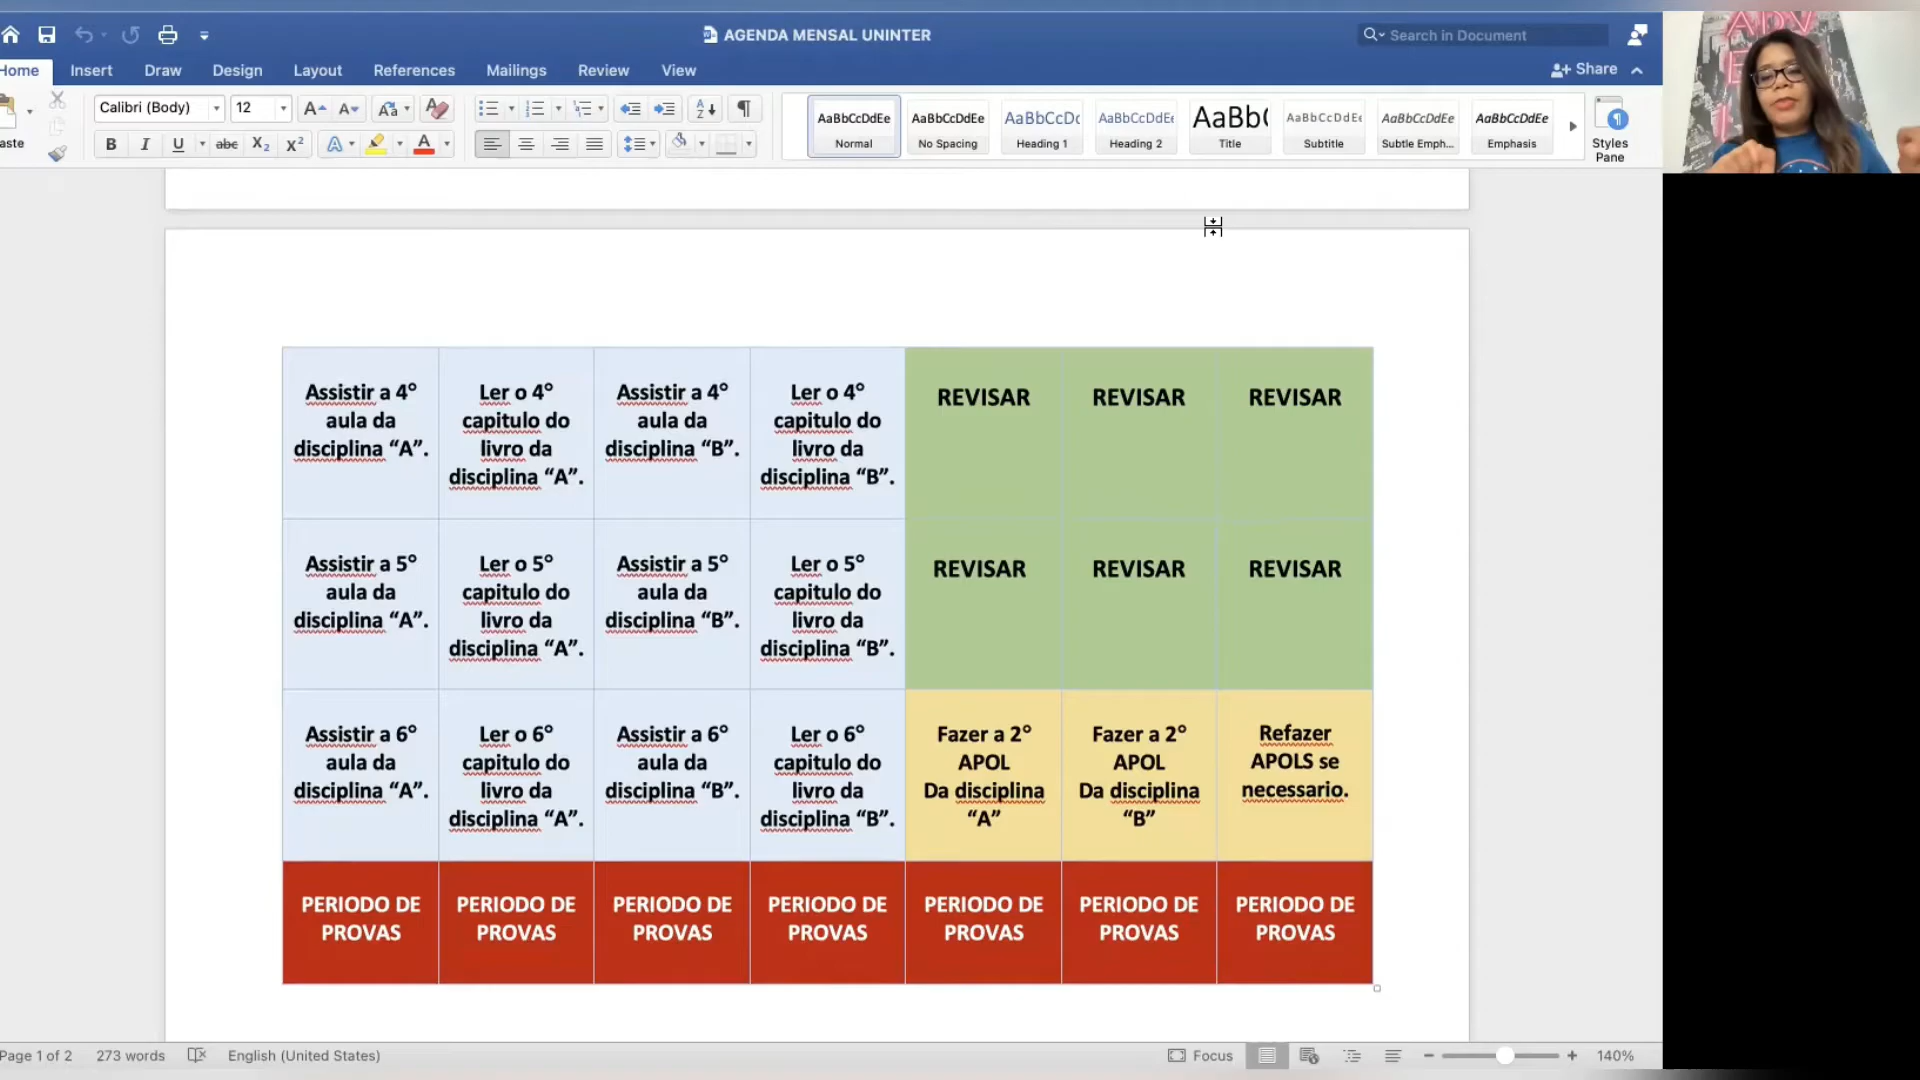 AGENDA MENSAL UNINTER
Search in Document
Home Insert Draw Design Layout References Mailings Review View
Share
Calibri (Body) 12
AaBbCcDdEe AaBbCcDdEe AaBbCcDc AaBbCcDdEe AaBb( AaBbCcDdEe AaBbCcDdEe AaBbCcDdEe
Normal No Spacing Heading 1 Heading 2 Title Subtitle Subtle Emph... Emphasis
Styles
Pane
aste
B I U abc X2 X2 A A
Assistir a 4°
aula da
disciplina “A”.
Ler o 4°
capitulo do
livro da
disciplina “A”.
Assistir a 4°
aula da
disciplina “B”.
Ler o 4°
capitulo do
livro da
disciplina “B”.
REVISAR
REVISAR
REVISAR
Assistir a 5°
aula da
disciplina “A”.
Ler o 5°
capitulo do
livro da
disciplina “A”.
Assistir a 5°
aula da
disciplina “B”.
Ler o 5°
capitulo do
livro da
disciplina “B”.
REVISAR
REVISAR
REVISAR
Assistir a 6°
aula da
disciplina “A”.
Ler o 6°
capitulo do
livro da
disciplina “A”.
Assistir a 6°
aula da
disciplina “B”.
Ler o 6°
capitulo do
livro da
disciplina “B”.
Fazer a 2°
APOL
Da disciplina
“A”
Fazer a 2°
APOL
Da disciplina
“B”
Refazer
APOLS se
necessario.
PERIODO DE
PROVAS
PERIODO DE
PROVAS
PERIODO DE
PROVAS
PERIODO DE
PROVAS
PERIODO DE
PROVAS
PERIODO DE
PROVAS
PERIODO DE
PROVAS
Page 1 of 2 273 words English (United States) Focus 140%